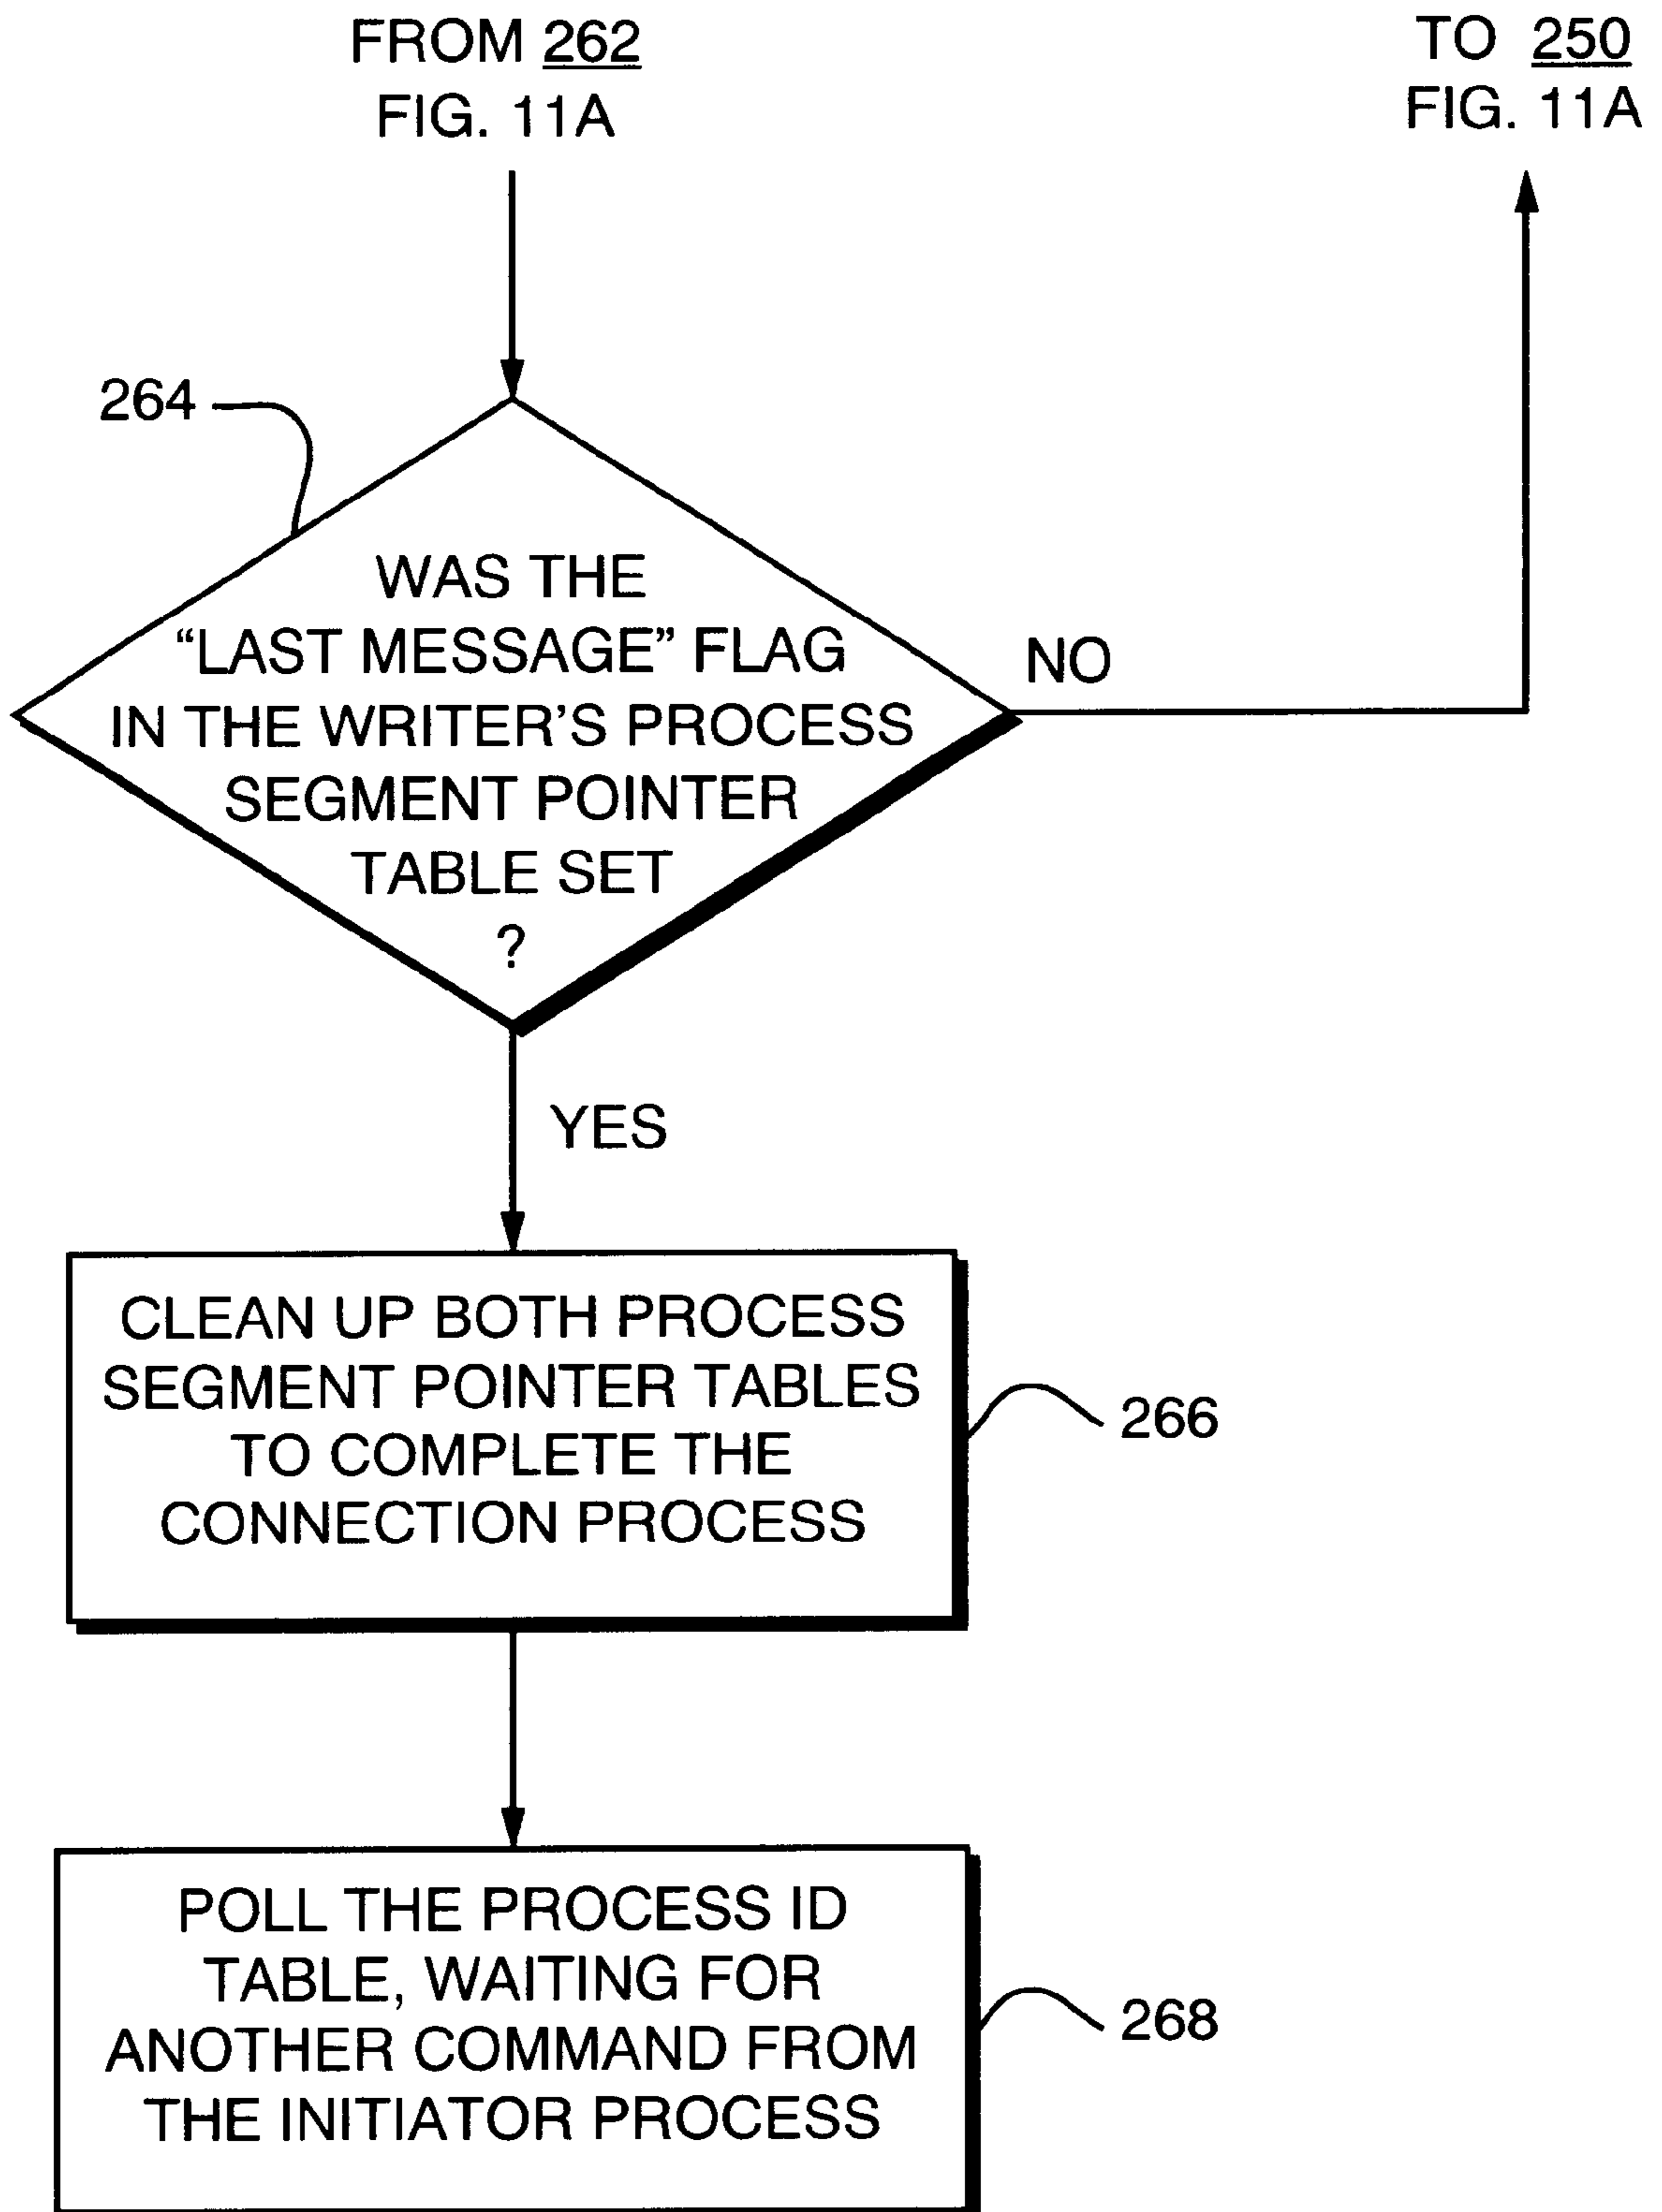 FROM 262
FIG. 11A
TO 250
FIG. 11A
264
WAS THE
“LAST MESSAGE” FLAG
IN THE WRITER’S PROCESS
SEGMENT POINTER
TABLE SET
?
NO
YES
CLEAN UP BOTH PROCESS
SEGMENT POINTER TABLES
TO COMPLETE THE
CONNECTION PROCESS
266
POLL THE PROCESS ID
TABLE, WAITING FOR
ANOTHER COMMAND FROM
THE INITIATOR PROCESS
268